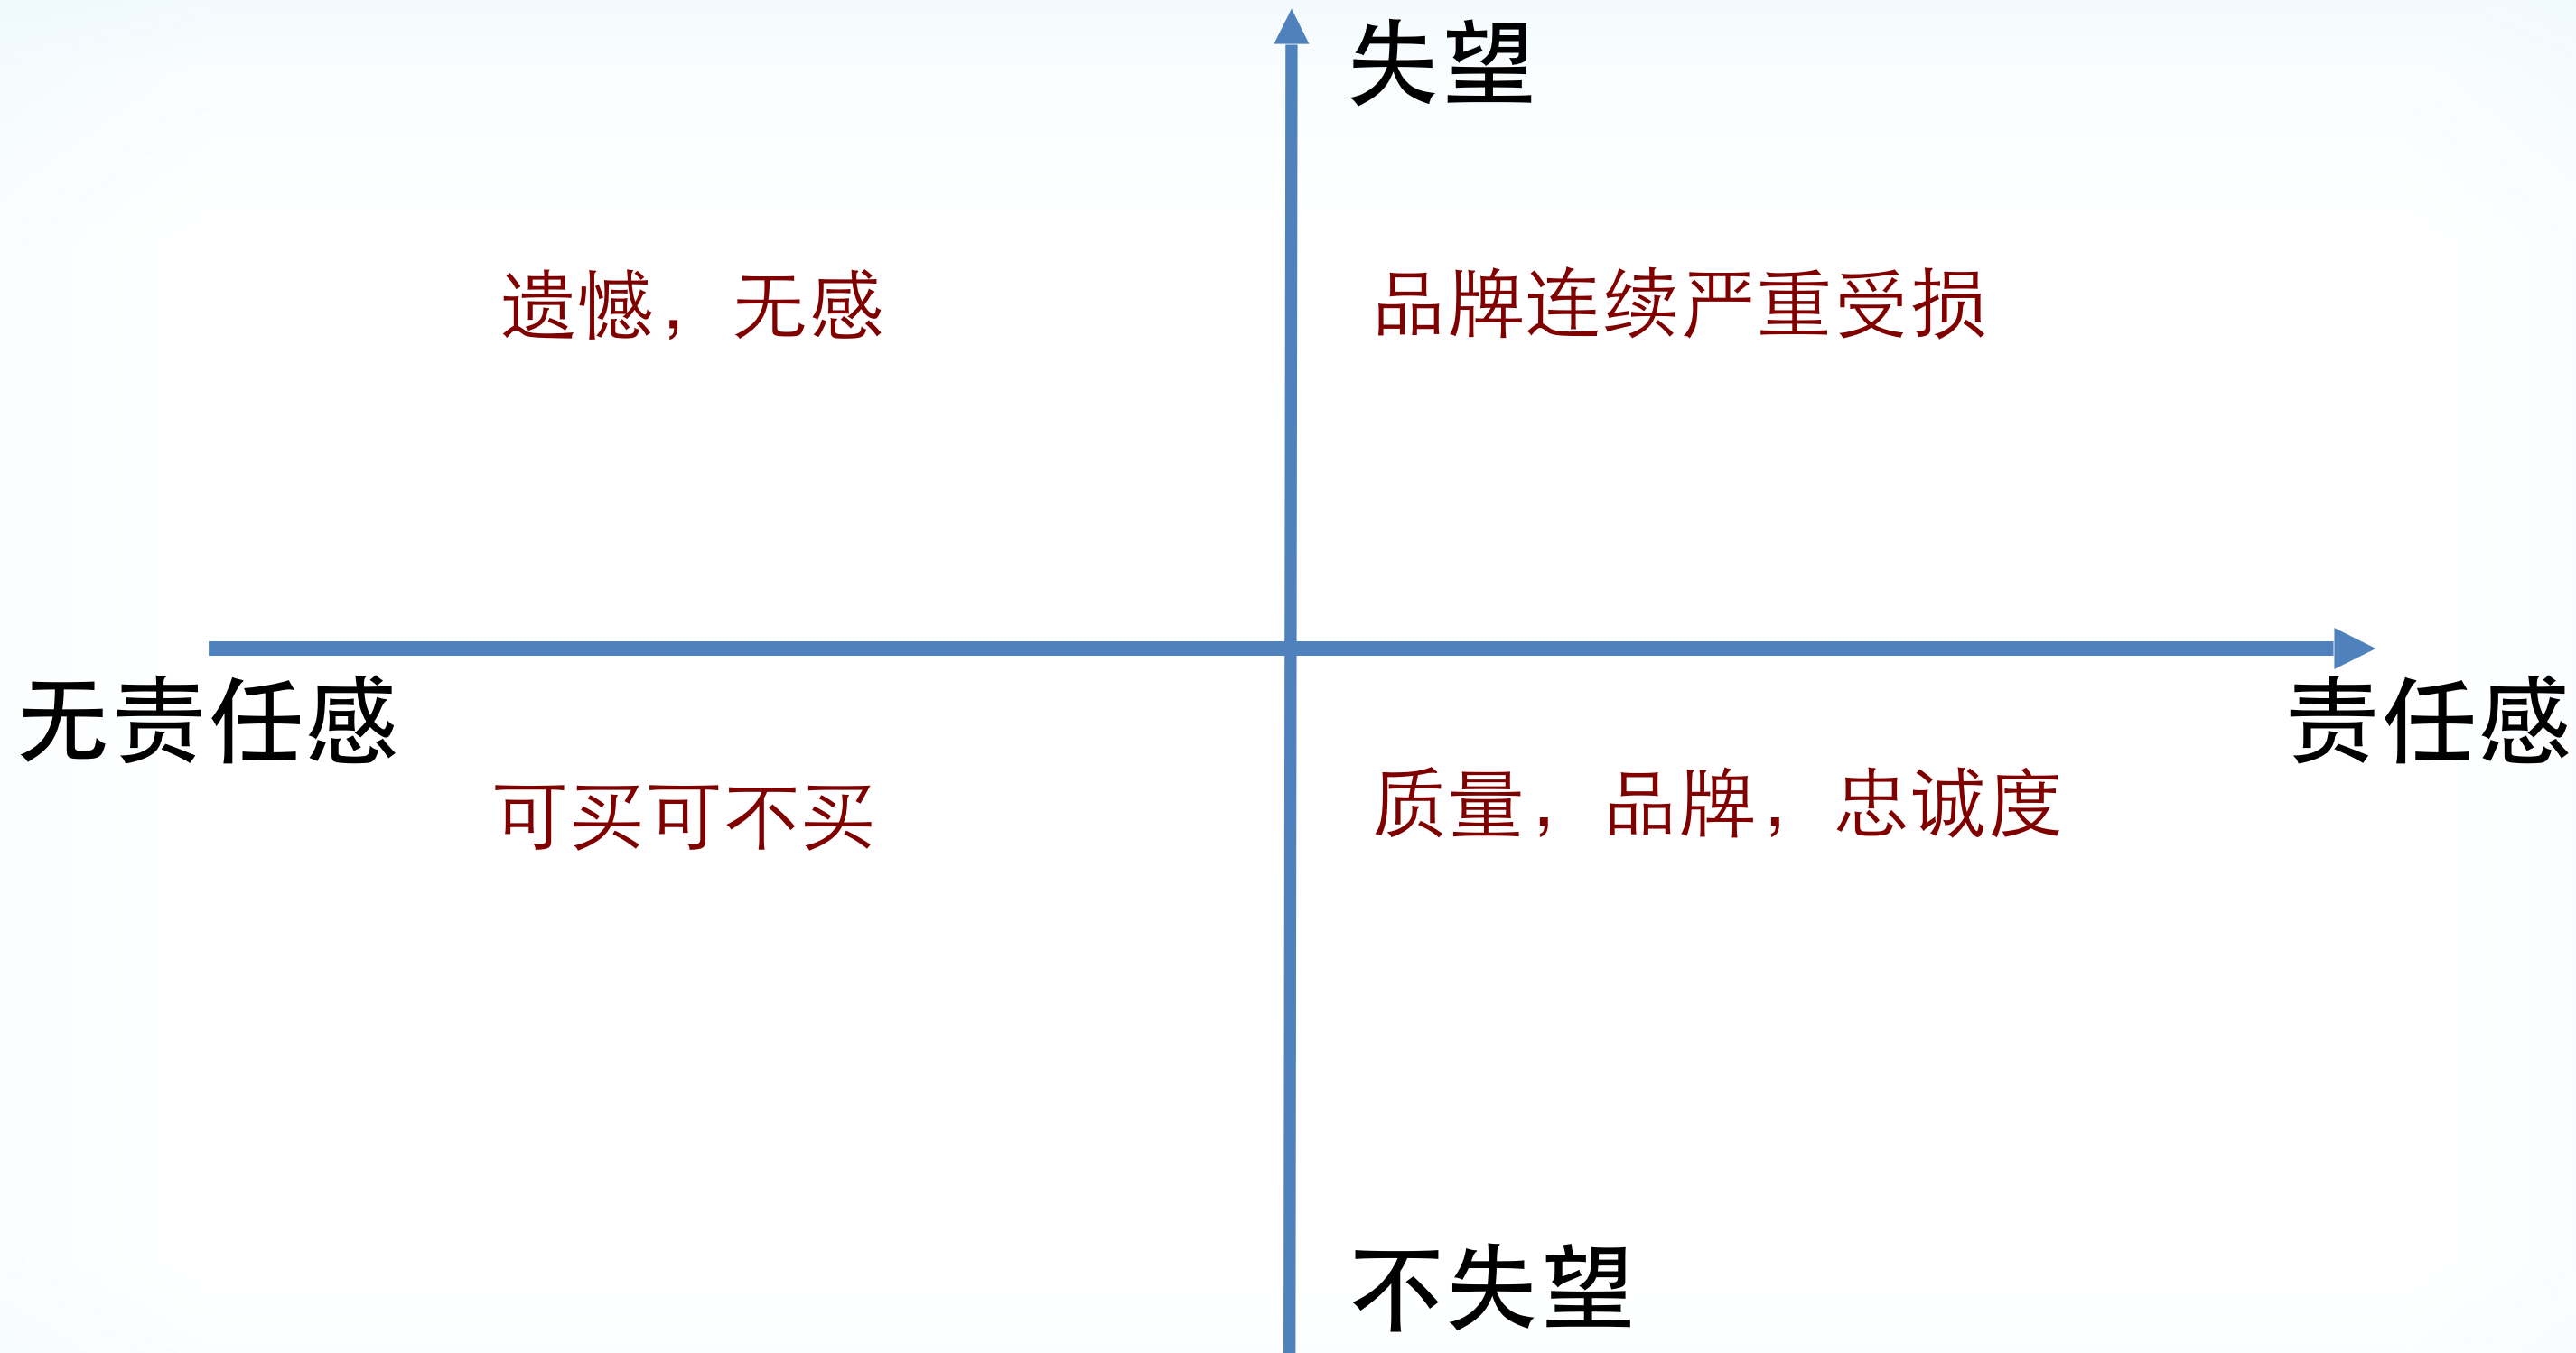 失望
遗憾，无感
品牌连续严重受损
无责任感
责任感
可买可不买
质量，品牌，忠诚度
不失望